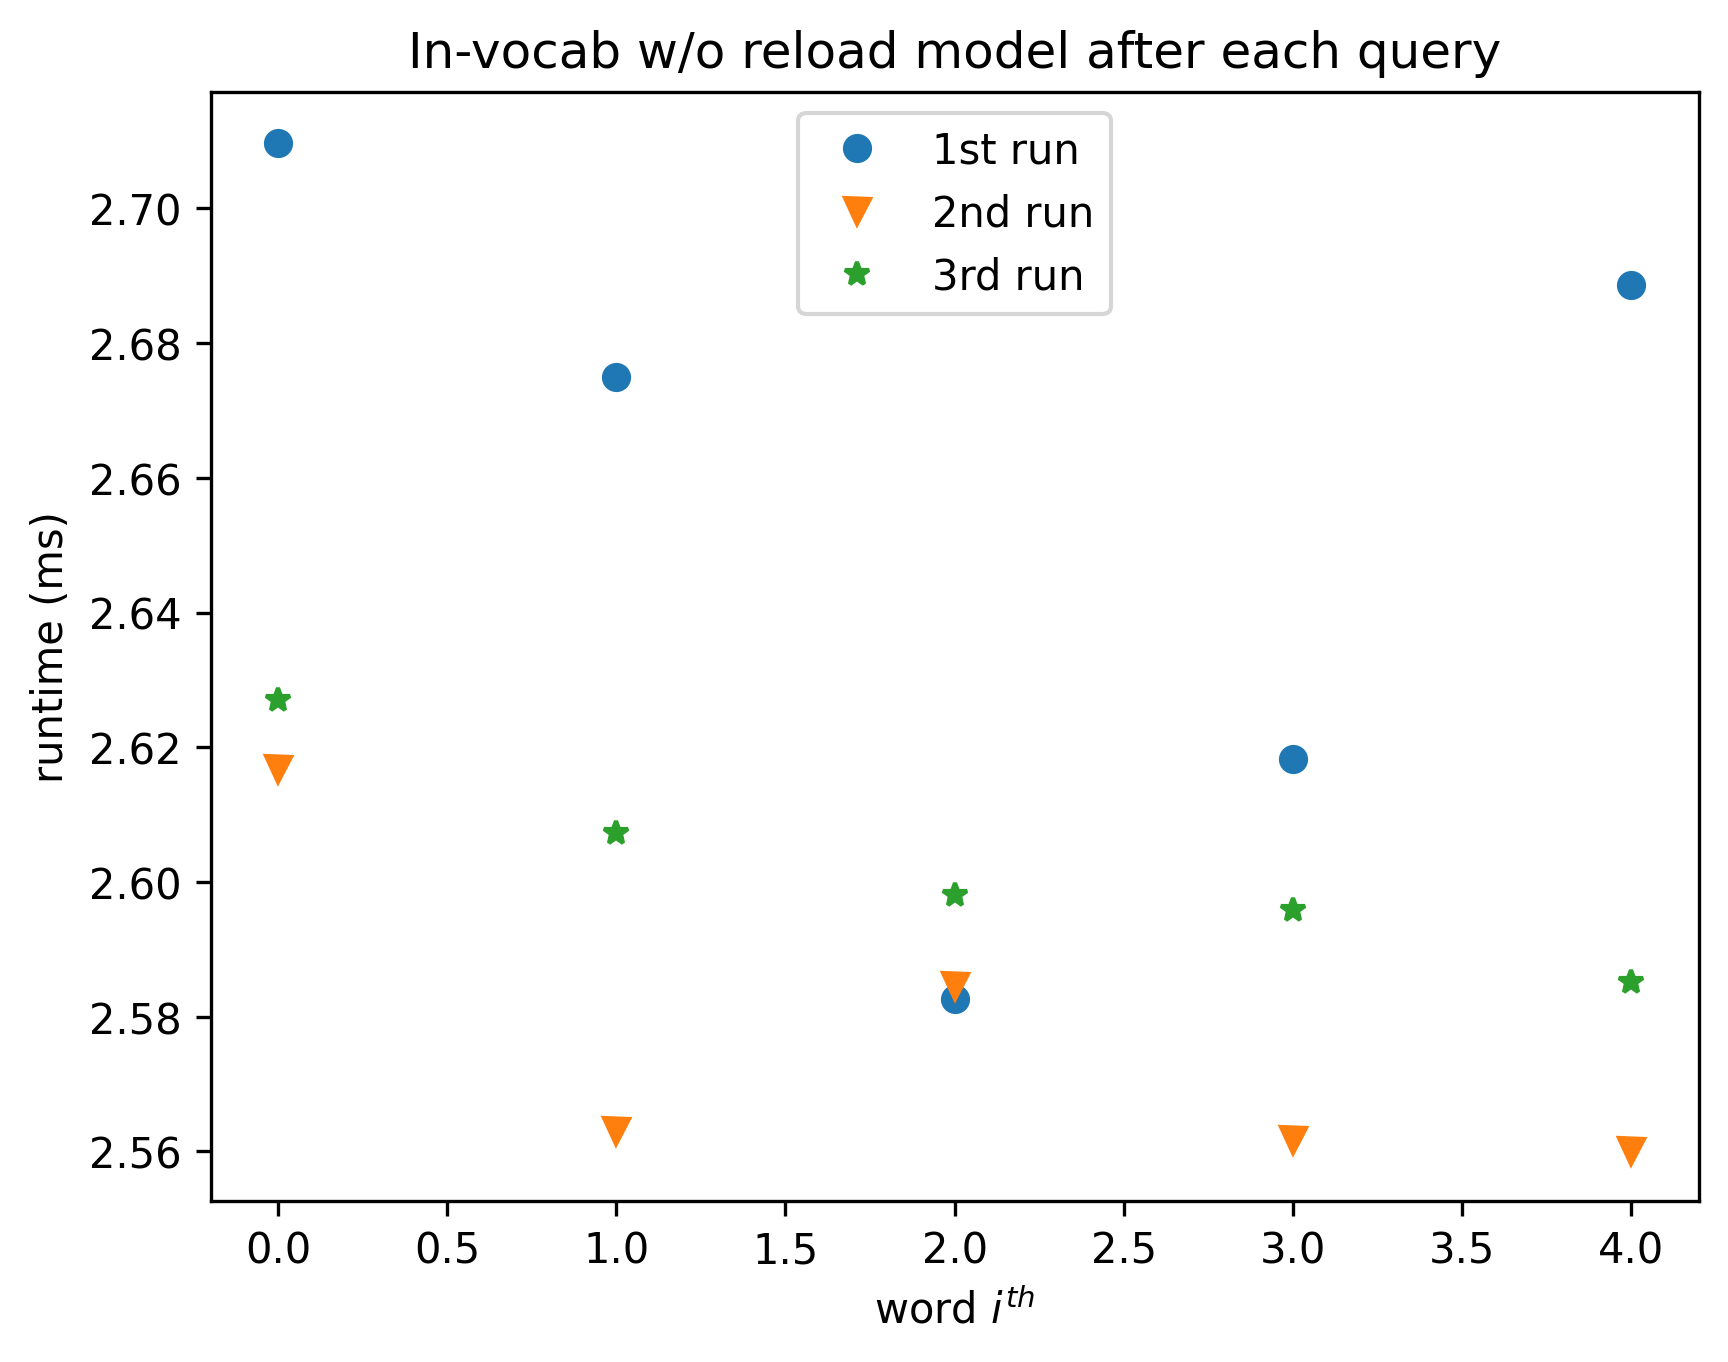 In-vocab w/o reload model after each query
1st run
2nd run
3rd run
2.70
2.68
2.66
2.64
2.62
2.60
2.58
2.56
runtime (ms)
0.0 0.5 1.0 1.5 2.0 2.5 3.0 3.5 4.0
word i^th